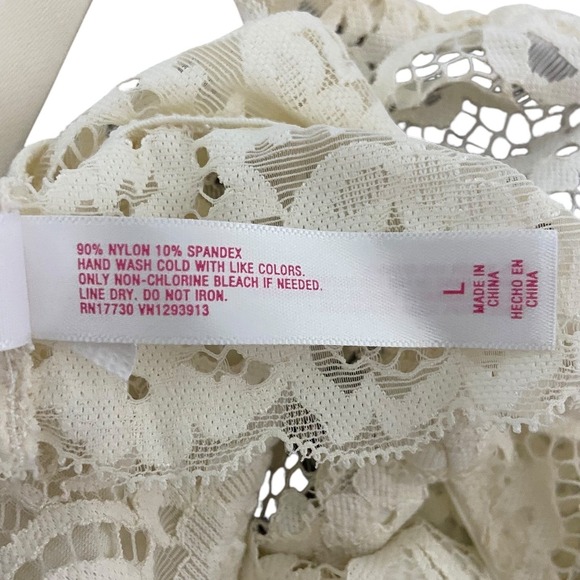 90% NYLON 10% SPANDEX
HAND WASH COLD WITH LIKE COLORS.
ONLY NON-CHLORINE BLEACH IF NEEDED.
LINE DRY. DO NOT IRON.
RN17730 VN1293913
L
MADE IN
CHINA
HECHO EN
CHINA